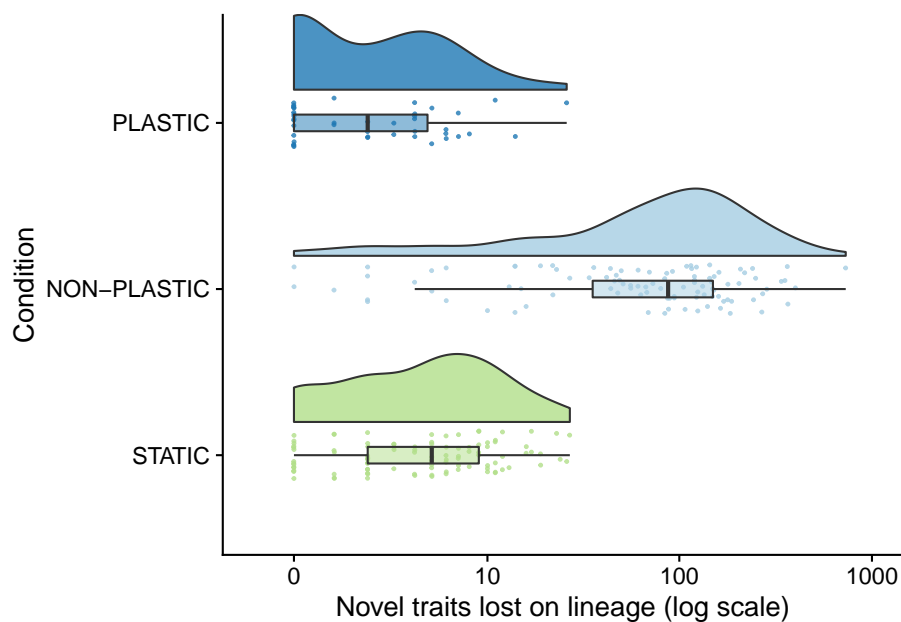 PLASTIC
NON−PLASTIC
STATIC
Condition
0
10
100
1000
Novel traits lost on lineage (log scale)